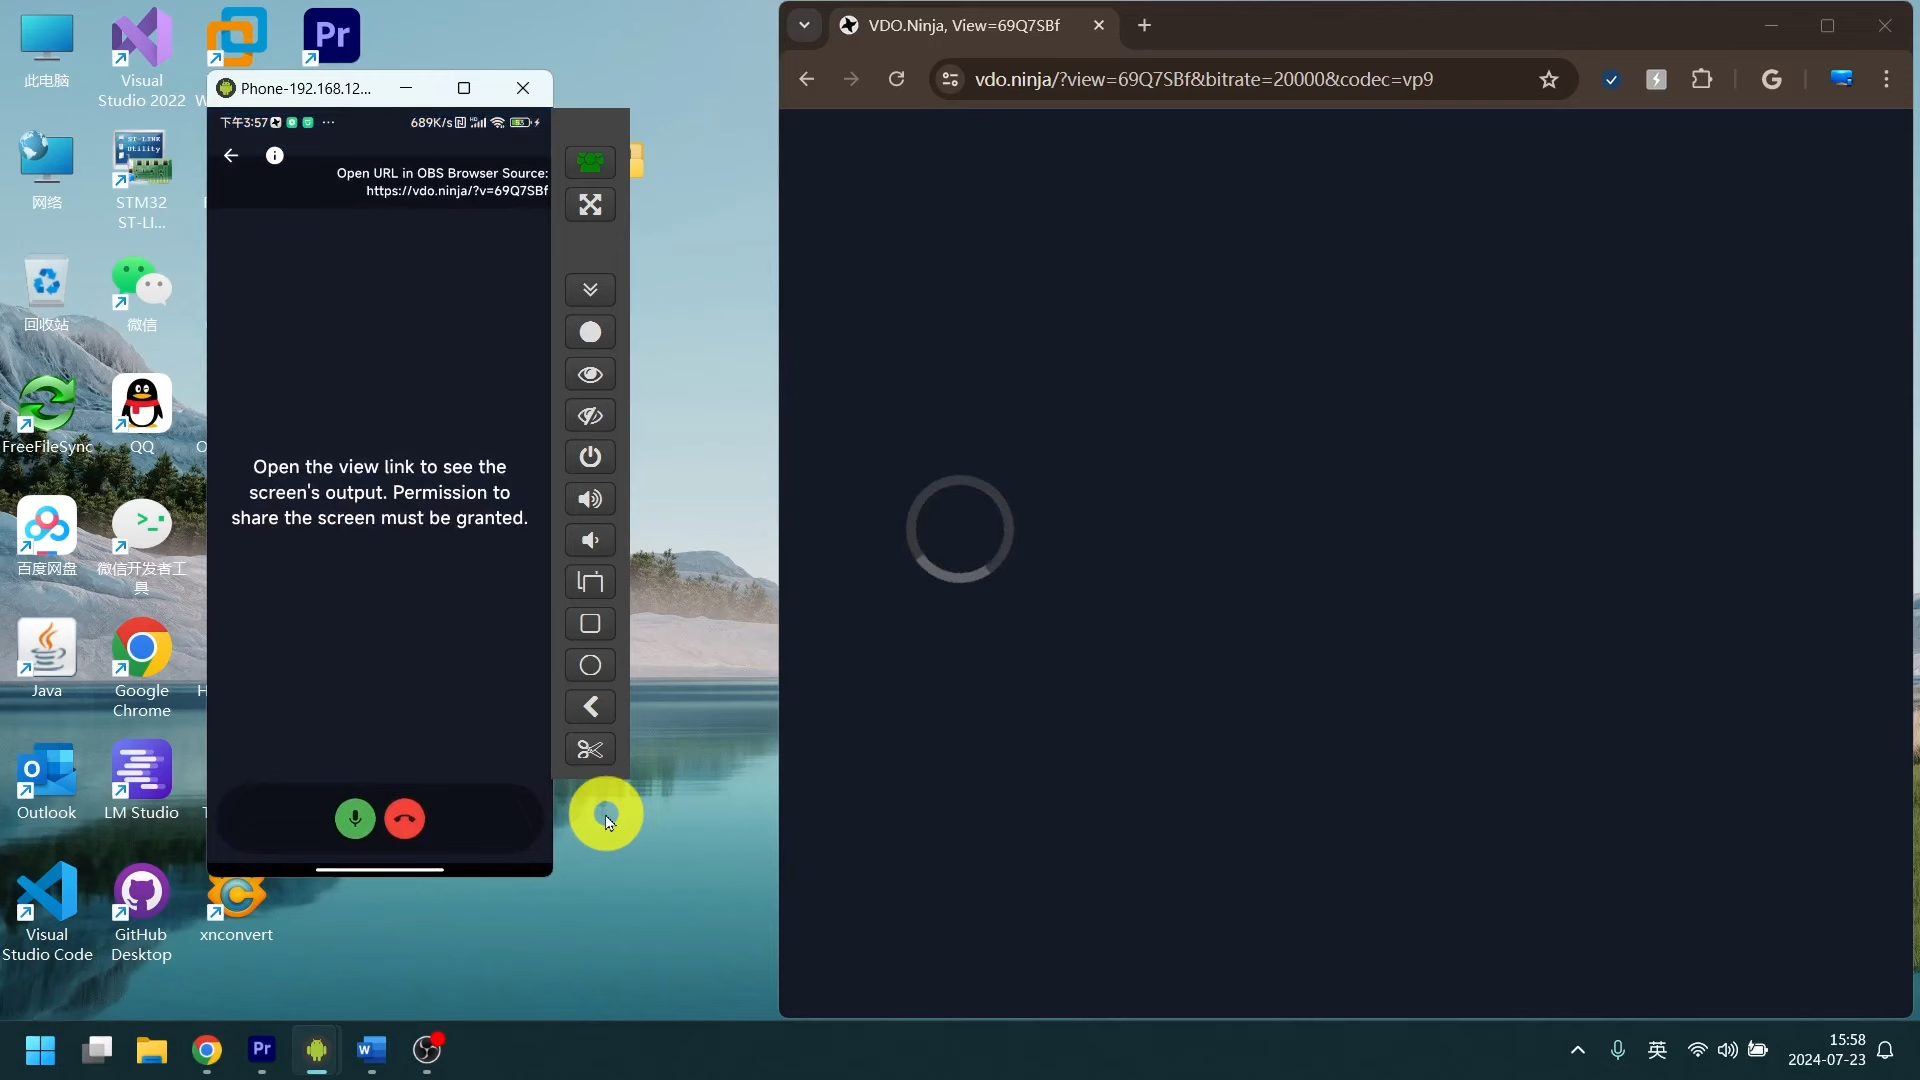 此电脑
Visual
Studio 2022
W
Pr
网络
ST-LINK
Utility
STM32
ST-LI...
回收站
微信
FreeFileSync
QQ
O
百度网盘
微信开发者工
具
Java
Google
Chrome
H
Outlook
LM Studio
T
Visual
Studio Code
GitHub
Desktop
xnconvert
Phone-192.168.12...
下午3:57
···
689K/s
Open URL in OBS Browser Source:
https://vdo.ninja/?v=69Q7SBf
Open the view link to see the
screen's output. Permission to
share the screen must be granted.
VDO.Ninja, View=69Q7SBf
vdo.ninja/?view=69Q7SBf&bitrate=20000&codec=vp9
G
Pr
英
15:58
2024-07-23